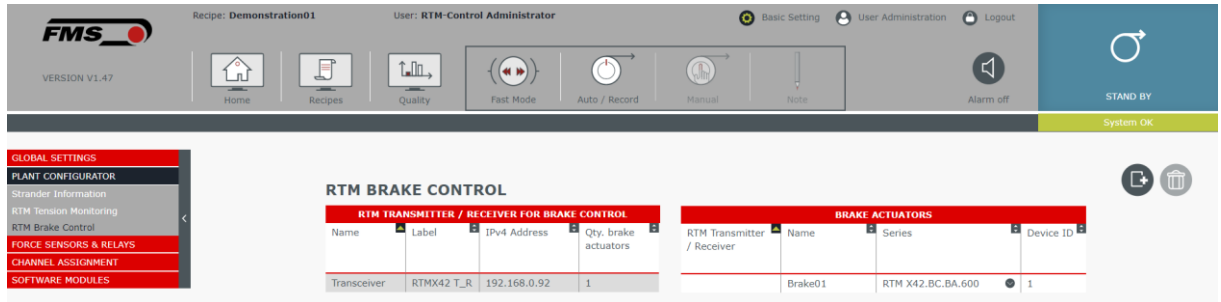 Recipe: Demonstration01 User: RTM-Control Administrator Basic Setting User Administration Logout
FMS
VERSION V1.47
Home Recipes Quality Fast Mode Auto / Record Manual Note Alarm off STAND BY
System OK
GLOBAL SETTINGS
PLANT CONFIGURATOR
Strander Information
RTM Tension Monitoring
RTM Brake Control
FORCE SENSORS & RELAYS
CHANNEL ASSIGNMENT
SOFTWARE MODULES
RTM BRAKE CONTROL
RTM TRANSMITTER / RECEIVER FOR BRAKE CONTROL
Name Label IPv4 Address Qty. brake
actuators
Transceiver RTMX42 T_R 192.168.0.92 1
BRAKE ACTUATORS
RTM Transmitter Name Series Device ID
/ Receiver
Brake01 RTM X42.BC.BA.600 1